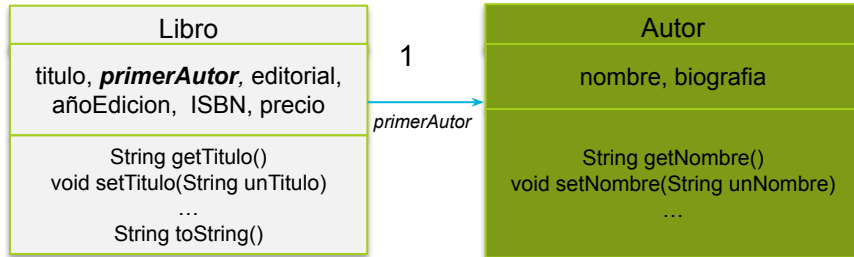 Libro
titulo, primerAutor, editorial,
añoEdicion, ISBN, precio
String getTitulo()
void setTitulo(String unTitulo)
…
String toString()
1
primerAutor
Autor
nombre, biografia
String getNombre()
void setNombre(String unNombre)
…